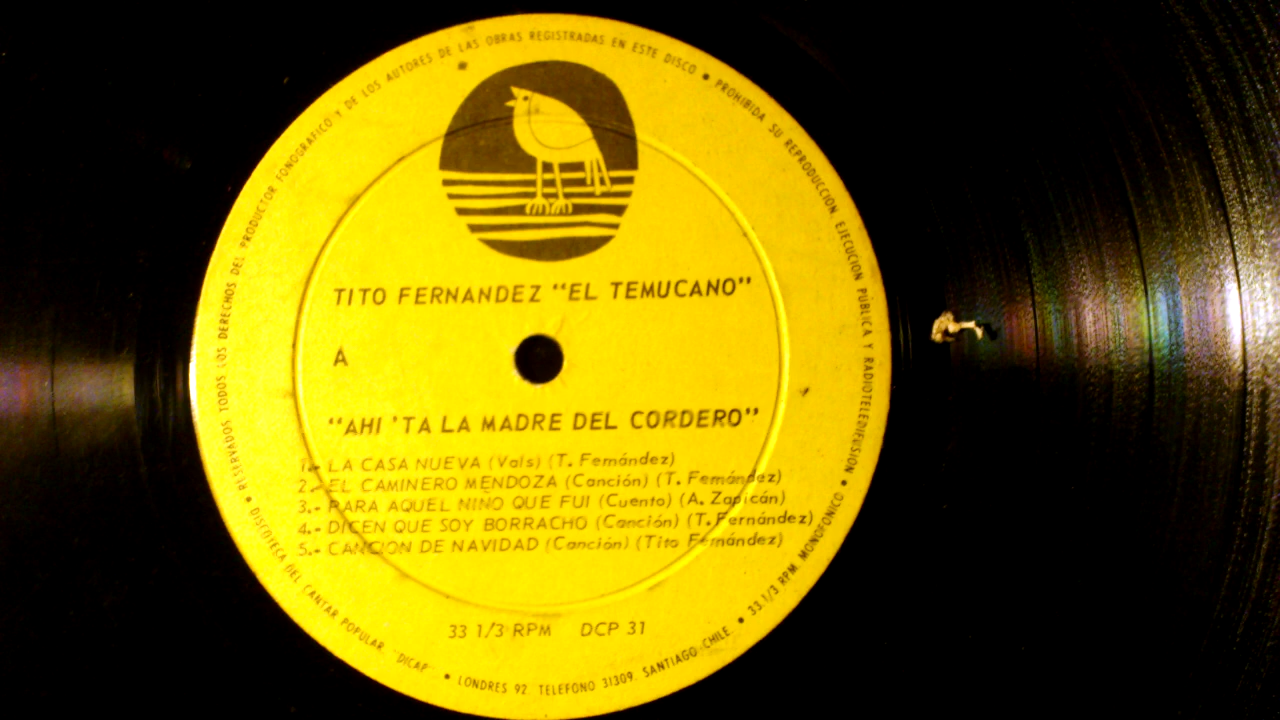 • RESERVADOS TODOS LOS DERECHOS DEL PRODUCTOR FONOGRAFICO Y DE LOS AUTORES DE LAS OBRAS REGISTRADAS EN ESTE DISCO • PROHIBIDA SU REPRODUCCION, EJECUCION PÚBLICA Y RADIOTELEDIFUSION •
TITO FERNANDEZ "EL TEMUCANO"
A
"AHI 'TA LA MADRE DEL CORDERO"
1.- LA CASA NUEVA (Vals) (T. Fernández)
2.- EL CAMINERO MENDOZA (Canción) (T. Fernández)
3.- PARA AQUEL NIÑO QUE FUI (Cuento) (A. Zapicán)
4.- DICEN QUE SOY BORRACHO (Canción) (T. Fernández)
5.- CANCION DE NAVIDAD (Canción) (Tito Fernández)
33 1/3 RPM DCP 31
DISCOTECA DEL CANTAR POPULAR "DICAP" • LONDRES 92. TELEFONO 31309. SANTIAGO CHILE. • 33.1/3 RPM. MONOFONICO •